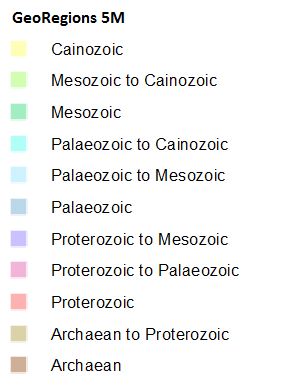 GeoRegions 5M
Cainozoic
Mesozoic to Cainozoic
Mesozoic
Palaeozoic to Cainozoic
Palaeozoic to Mesozoic
Palaeozoic
Proterozoic to Mesozoic
Proterozoic to Palaeozoic
Proterozoic
Archaean to Proterozoic
Archaean